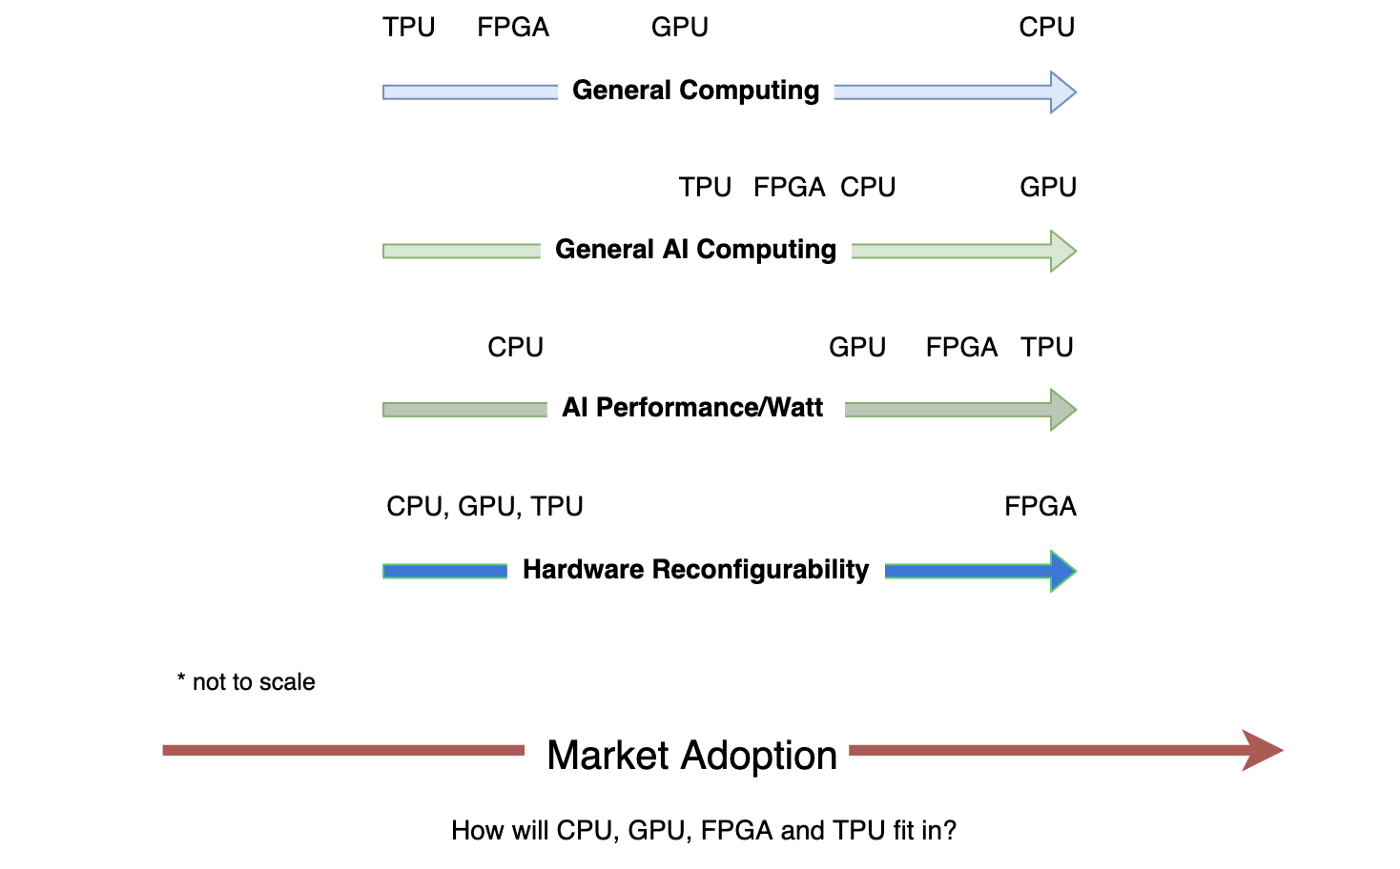 TPU FPGA GPU CPU
General Computing
TPU FPGA CPU GPU
General AI Computing
CPU GPU FPGA TPU
AI Performance/Watt
CPU, GPU, TPU FPGA
Hardware Reconfigurability
* not to scale
Market Adoption
How will CPU, GPU, FPGA and TPU fit in?